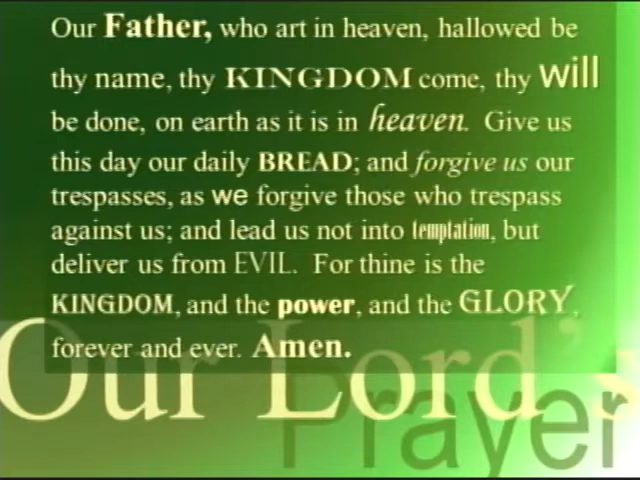 Our Father, who art in heaven, hallowed be
thy name, thy KINGDOM come, thy will
be done, on earth as it is in heaven. Give us
this day our daily BREAD; and forgive us our
trespasses, as we forgive those who trespass
against us; and lead us not into temptation, but
deliver us from EVIL. For thine is the
KINGDOM, and the power, and the GLORY,
forever and ever. Amen.
Our Lord's
Prayer